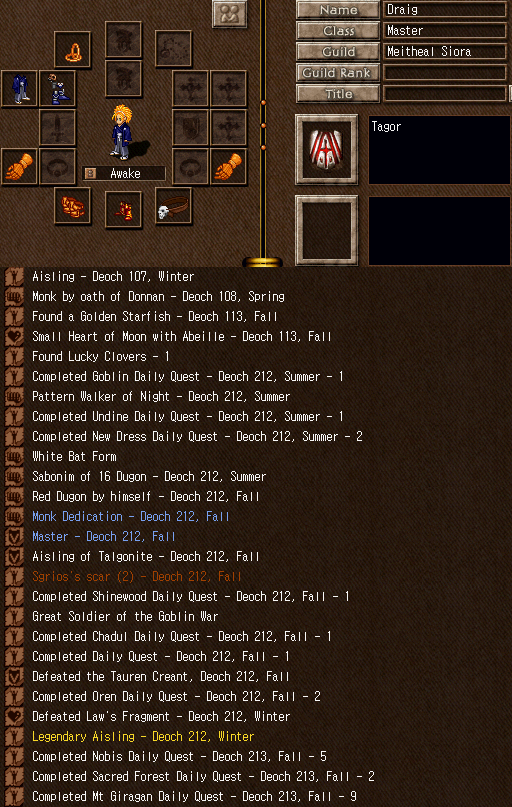 Name Draig
Class Master
Guild Meitheal Siora
Guild Rank
Title
Tagor
Awake
Aisling - Deoch 107, Winter
Monk by oath of Donnan - Deoch 108, Spring
Found a Golden Starfish - Deoch 113, Fall
Small Heart of Moon with Abeille - Deoch 113, Fall
Found Lucky Clovers - 1
Completed Goblin Daily Quest - Deoch 212, Summer - 1
Pattern Walker of Night - Deoch 212, Summer
Completed Undine Daily Quest - Deoch 212, Summer - 1
Completed New Dress Daily Quest - Deoch 212, Summer - 2
White Bat Form
Sabonim of 16 Dugon - Deoch 212, Summer
Red Dugon by himself - Deoch 212, Fall
Monk Dedication - Deoch 212, Fall
Master - Deoch 212, Fall
Aisling of Talgonite - Deoch 212, Fall
Sgrios's scar (2) - Deoch 212, Fall
Completed Shinewood Daily Quest - Deoch 212, Fall - 1
Great Soldier of the Goblin War
Completed Chadul Daily Quest - Deoch 212, Fall - 1
Completed Daily Quest - Deoch 212, Fall - 1
Defeated the Tauren Creant, Deoch 212, Fall
Completed Oren Daily Quest - Deoch 212, Fall - 2
Defeated Law's Fragment - Deoch 212, Winter
Legendary Aisling - Deoch 212, Winter
Completed Nobis Daily Quest - Deoch 213, Fall - 5
Completed Sacred Forest Daily Quest - Deoch 213, Fall - 2
Completed Mt Giragan Daily Quest - Deoch 213, Fall - 9